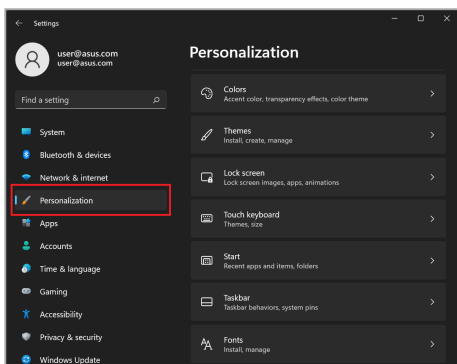 Settings
user@asus.com
user@asus.com
Find a setting
System
Bluetooth & devices
Network & internet
Personalization
Apps
Accounts
Time & language
Gaming
Accessibility
Privacy & security
Windows Update
Personalization
Colors
Accent color, transparency effects, color theme
Themes
Install, create, manage
Lock screen
Lock screen images, apps, animations
Touch keyboard
Themes, size
Start
Recent apps and items, folders
Taskbar
Taskbar behaviors, system pins
Fonts
Install, manage